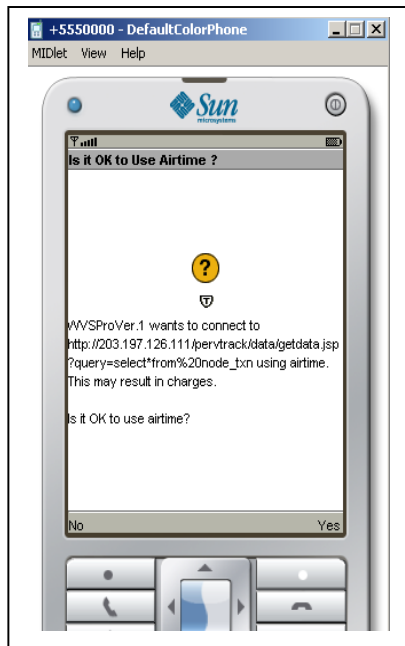 +5550000 - DefaultColorPhone
MIDlet View Help
Sun
microsystems
Is it OK to Use Airtime ?
?
T
WVSProVer.1 wants to connect to
http://203.197.126.111/pervtrack/data/getdata.jsp
?query=select*from%20node_txn using airtime.
This may result in charges.
Is it OK to use airtime?
No Yes